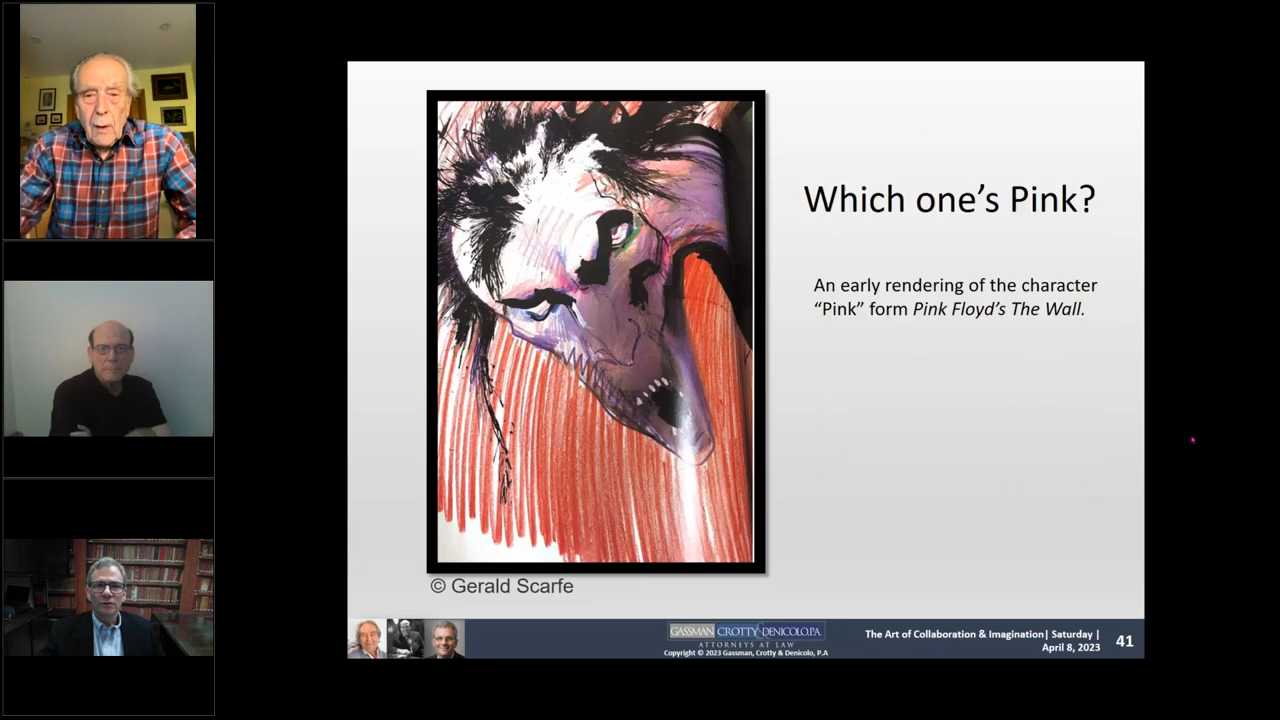 Which one’s Pink?
An early rendering of the character
“Pink” form Pink Floyd’s The Wall.
© Gerald Scarfe
GASSMAN CROTTY & DENICOLO, P.A.
ATTORNEYS AT LAW
Copyright © 2023 Gassman, Crotty & Denicolo, P.A
The Art of Collaboration & Imagination| Saturday |
April 8, 2023
41